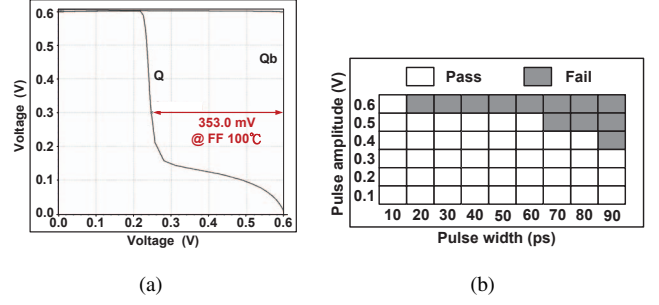 0.6
0.5
0.4
0.3
0.2
0.1
0.0
Voltage (V)
Q
Qb
353.0 mV
@ FF 100℃
0.0 0.1 0.2 0.3 0.4 0.5 0.6
Voltage (V)
(a)
Pass Fail
Pulse amplitude (V)
0.6
0.5
0.4
0.3
0.2
0.1
10 20 30 40 50 60 70 80 90
Pulse width (ps)
(b)